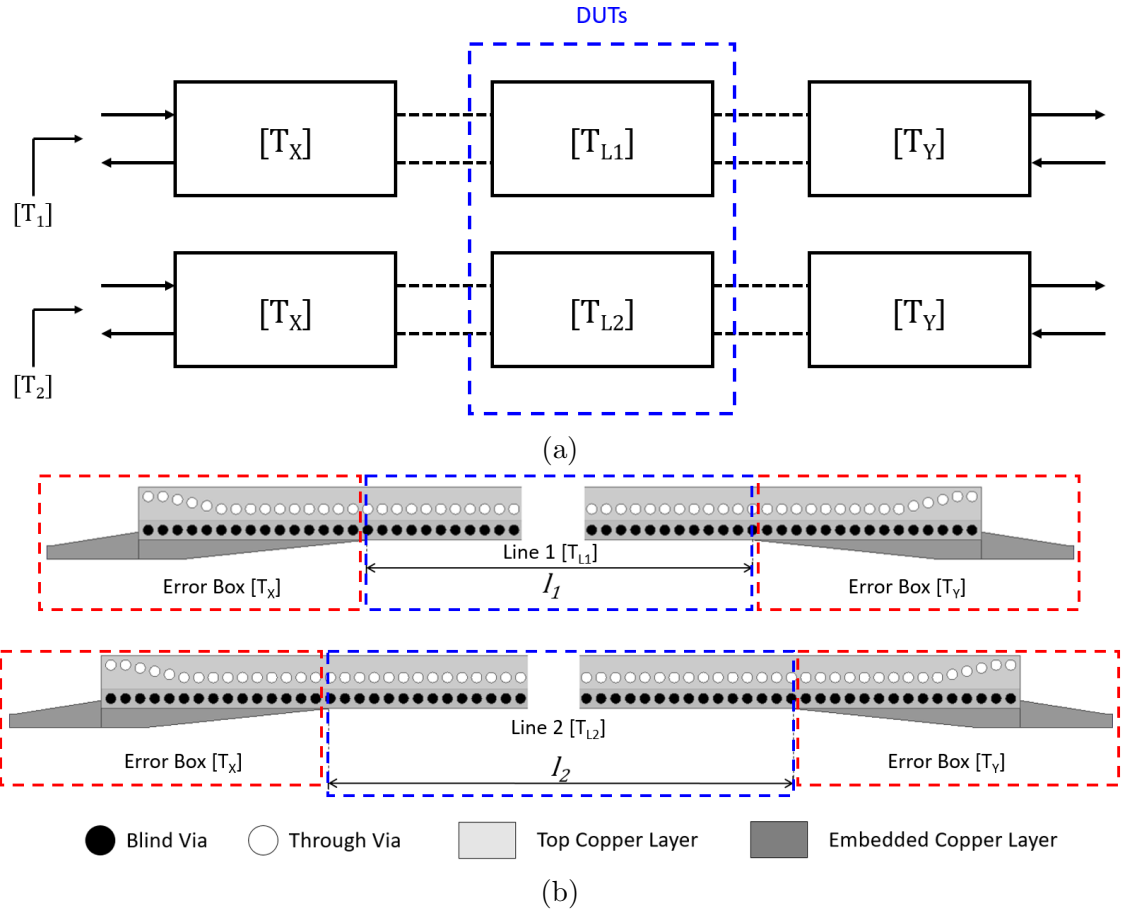 DUTs
[T_X] [T_L1] [T_Y]
[T_1]
[T_X] [T_L2] [T_Y]
[T_2]
(a)
Line 1 [T_L1]
Error Box [T_X] l_1 Error Box [T_Y]
Line 2 [T_L2]
Error Box [T_X] l_2 Error Box [T_Y]
Blind Via Through Via Top Copper Layer Embedded Copper Layer
(b)